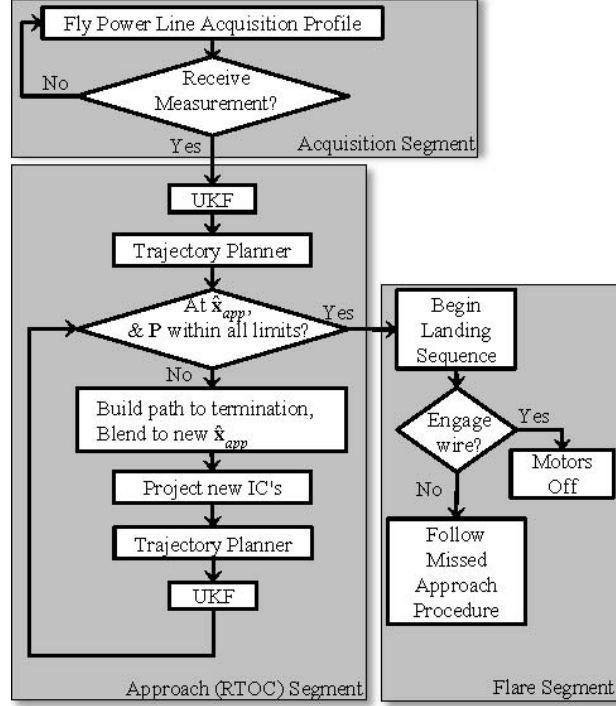 Fly Power Line Acquisition Profile
No
Receive
Measurement?
Acquisition Segment
Yes
UKF
Trajectory Planner
At x̂app,
& P within all limits?
Yes
No
Build path to termination,
Blend to new x̂app
Project new IC's
Trajectory Planner
UKF
Approach (RTOC) Segment
Begin
Landing
Sequence
Engage
wire?
Yes
Motors
Off
No
Follow
Missed
Approach
Procedure
Flare Segment